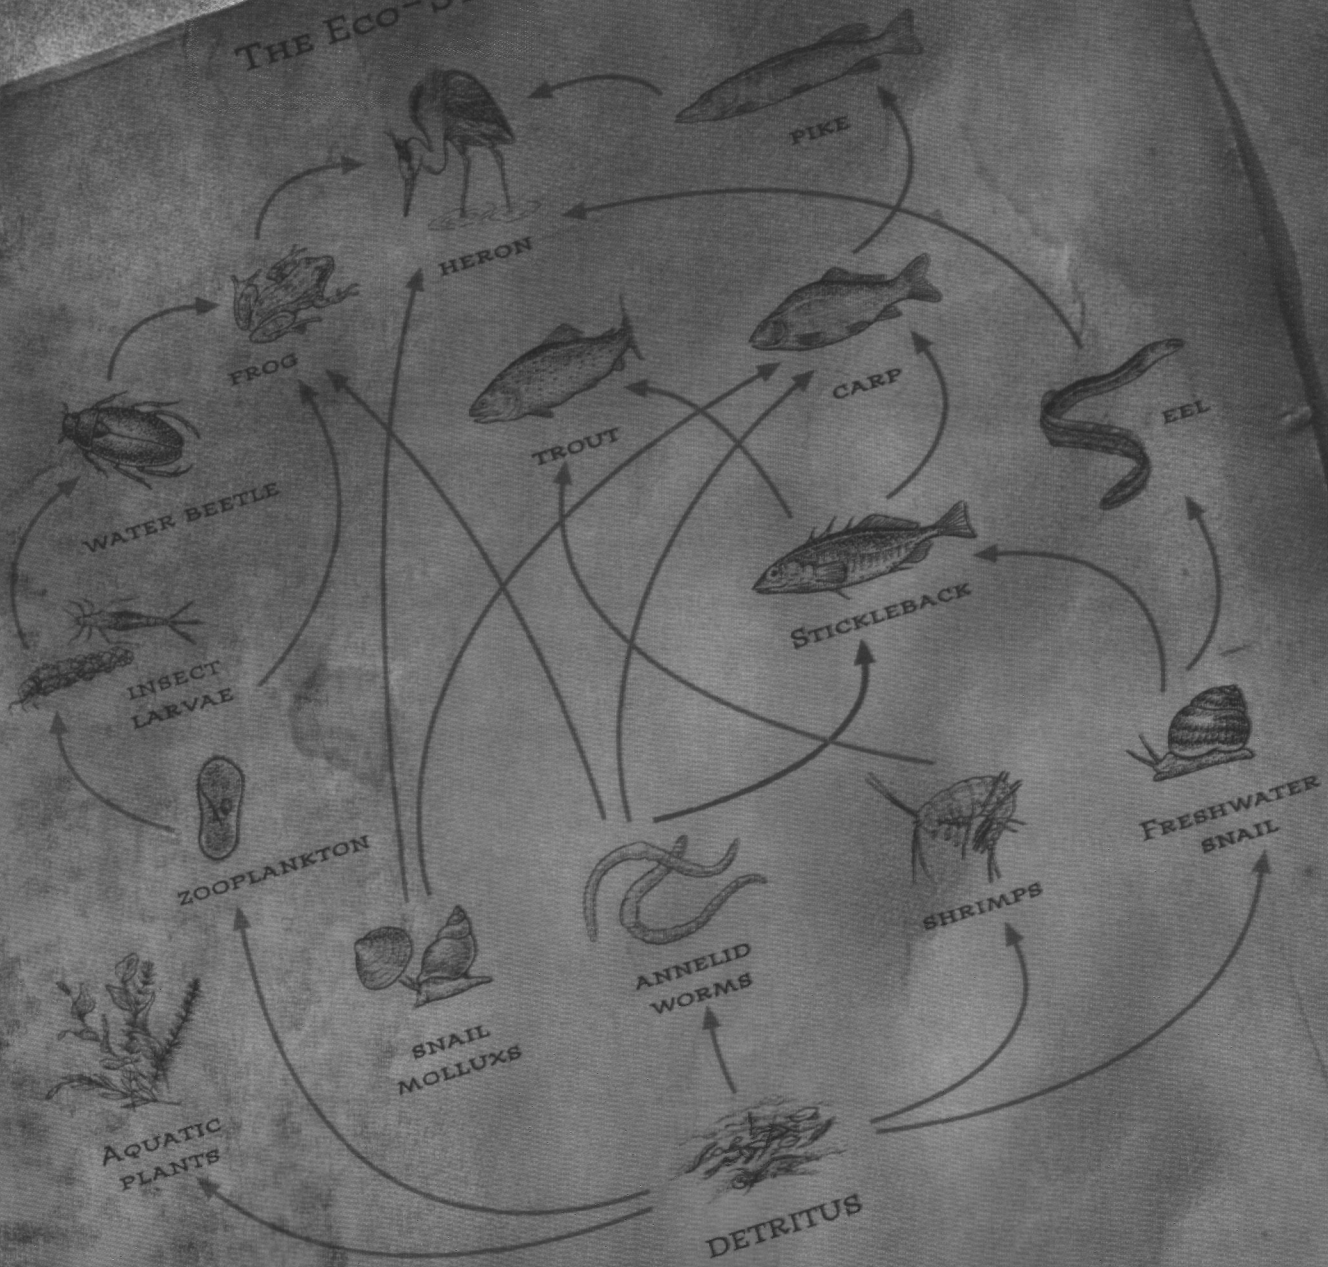 The Eco-S
PIKE
HERON
FROG
CARP
TROUT
EEL
WATER BEETLE
Stickleback
INSECT
LARVAE
Freshwater
snail
ZOOPLANKTON
SHRIMPS
ANNELID
WORMS
SNAIL
MOLLUXS
Aquatic
plants
DETRITUS